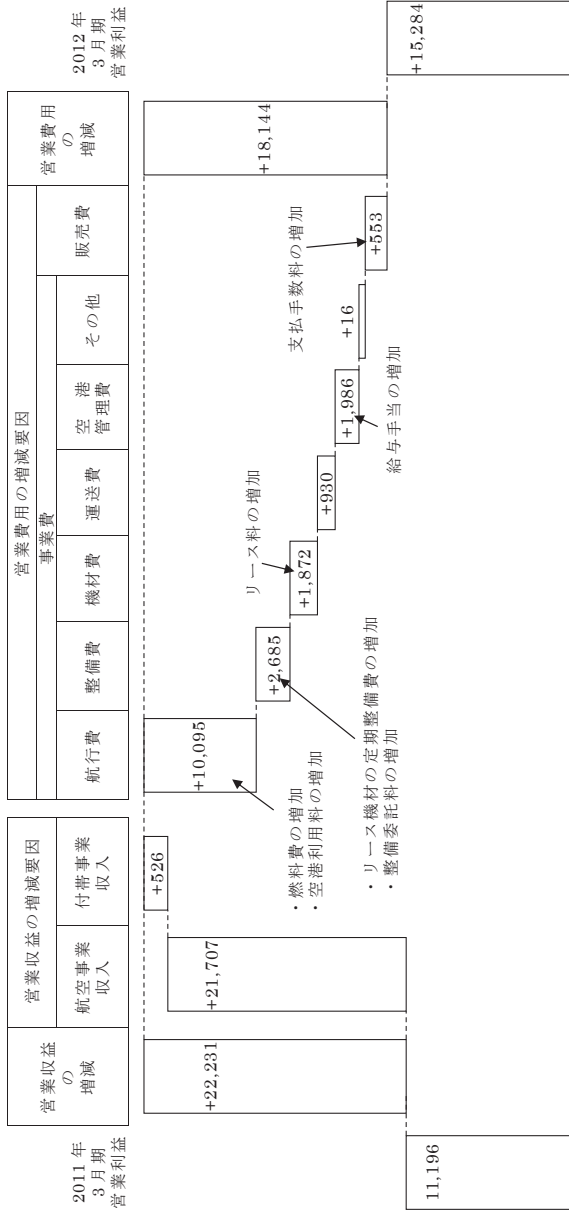 2011 年
3 月期
営業利益
営業収益
の
増減
営業収益の増減要因
航空事業
収入
付帯事業
収入
営業費用の増減要因
事業費
航行費
整備費
機材費
運送費
空 港
管理費
その他
販売費
営業費用
の
増減
2012 年
3 月期
営業利益
11,196
+22,231
+21,707
+526
+10,095
・燃料費の増加
・空港利用料の増加
+2,685
・リース機材の定期整備費の増加
・整備委託料の増加
リース料の増加
+1,872
+930
+1,986
給与手当の増加
+16
支払手数料の増加
+553
+18,144
+15,284